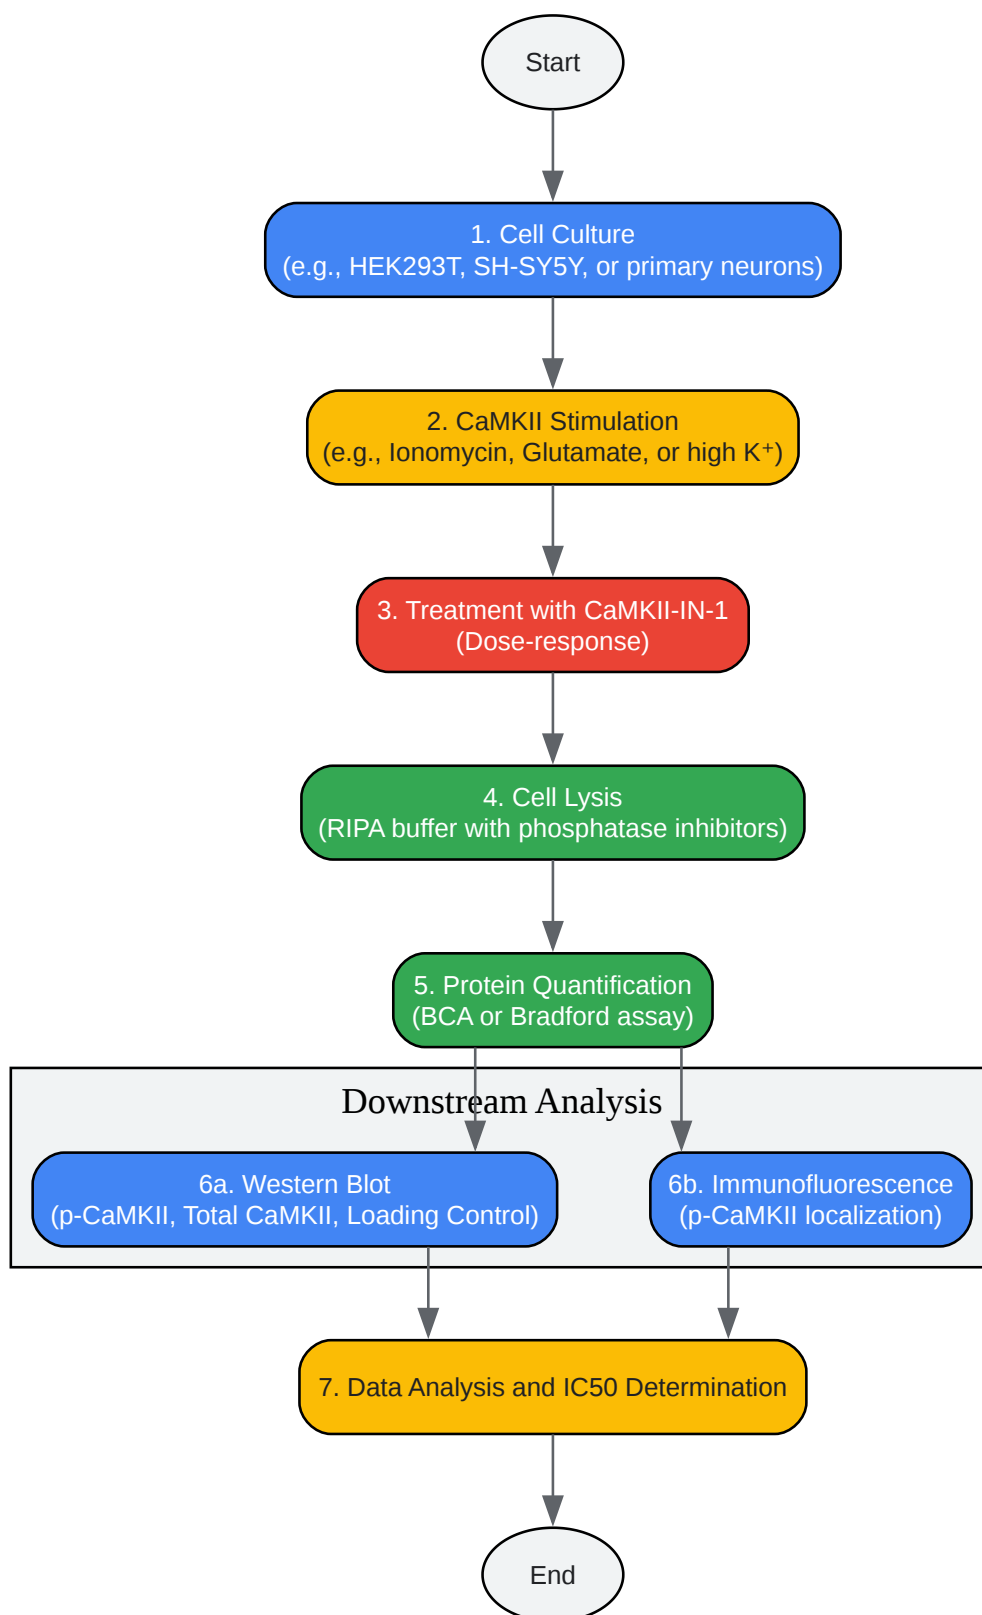 Start
1. Cell Culture
(e.g., HEK293T, SH-SY5Y, or primary neurons)
2. CaMKII Stimulation
(e.g., Ionomycin, Glutamate, or high K⁺)
3. Treatment with CaMKII-IN-1
(Dose-response)
4. Cell Lysis
(RIPA buffer with phosphatase inhibitors)
5. Protein Quantification
(BCA or Bradford assay)
Downstream Analysis
6a. Western Blot
(p-CaMKII, Total CaMKII, Loading Control)
6b. Immunofluorescence
(p-CaMKII localization)
7. Data Analysis and IC50 Determination
End